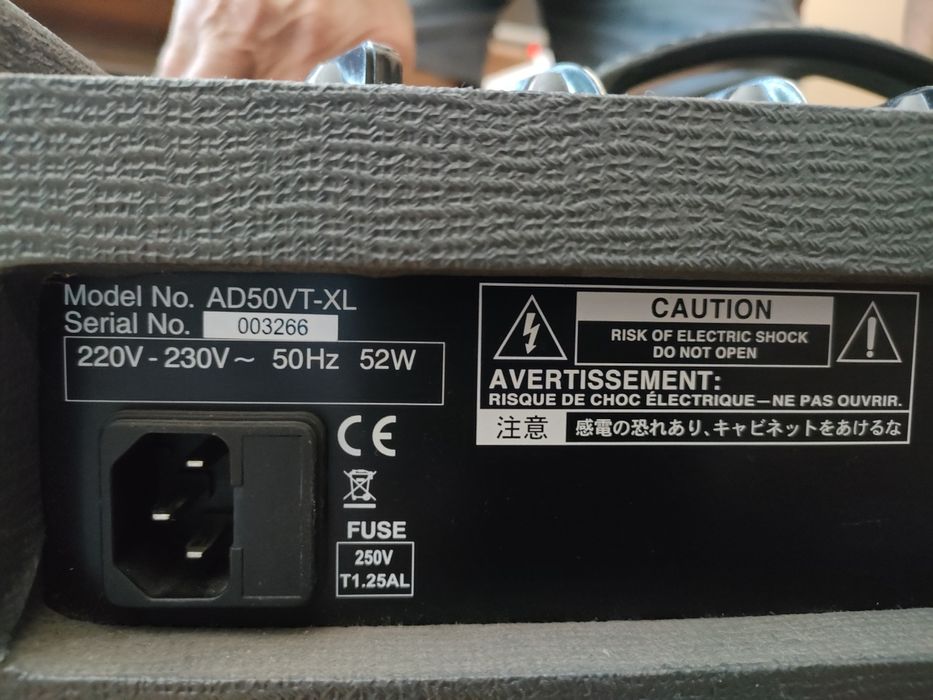 Model No. AD50VT-XL
Serial No. 003266
220V - 230V~ 50Hz 52W
CE
FUSE
250V
T1.25AL
CAUTION
RISK OF ELECTRIC SHOCK
DO NOT OPEN
AVERTISSEMENT:
RISQUE DE CHOC ÉLECTRIQUE—NE PAS OUVRIR.
注意 感電の恐れあり、キャビネットをあけるな